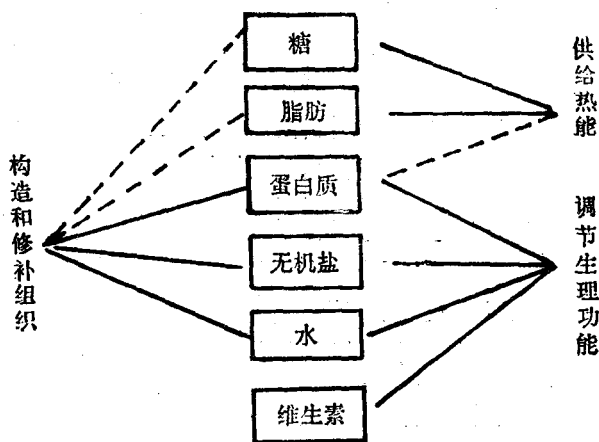 构造和修补组织
糖
脂肪
蛋白质
无机盐
水
维生素
供给热能
调节生理功能